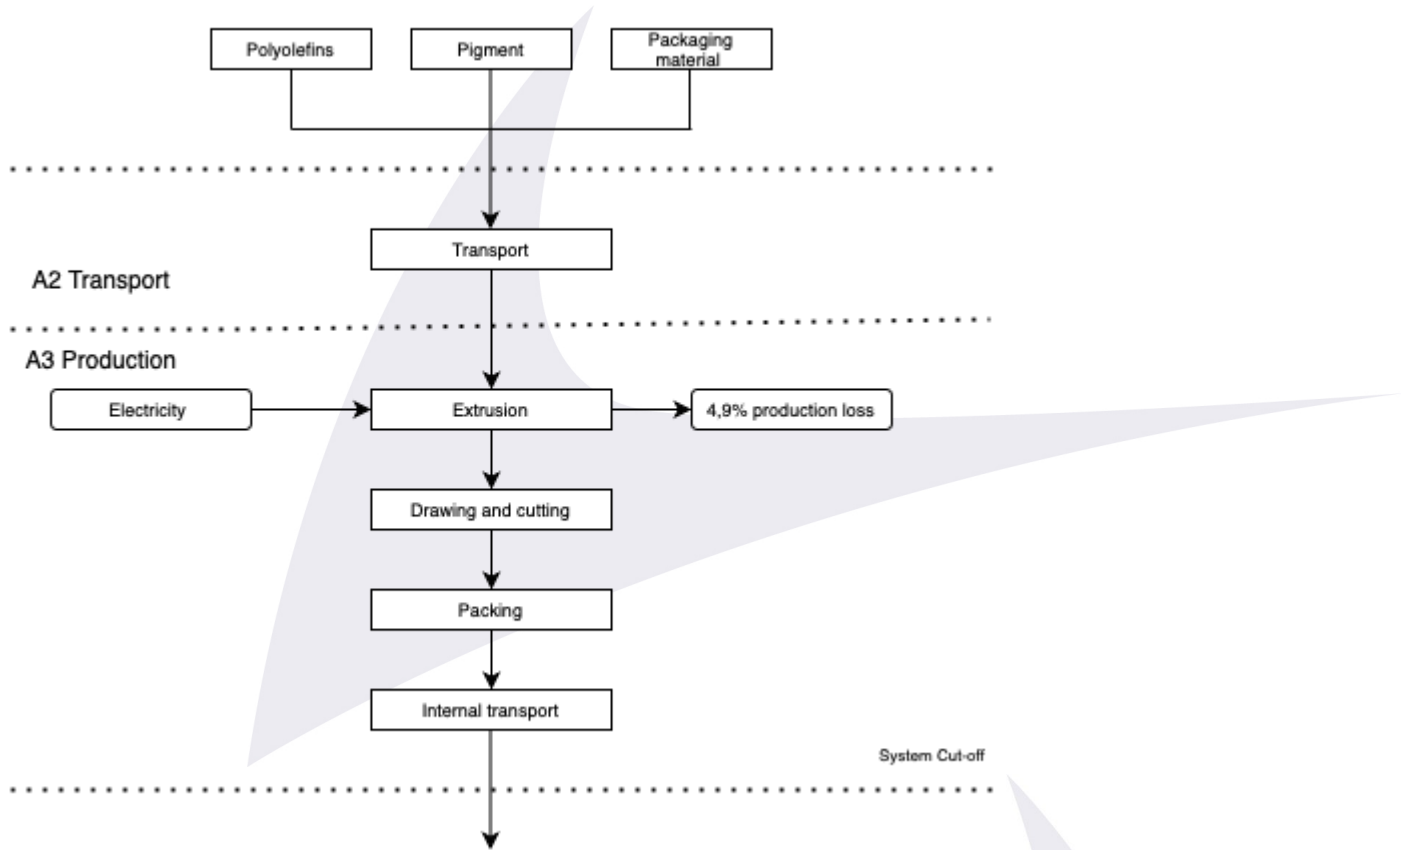 Polyolefins
Pigment
Packaging
material
Transport
A2 Transport
A3 Production
Electricity
Extrusion
4,9% production loss
Drawing and cutting
Packing
Internal transport
System Cut-off